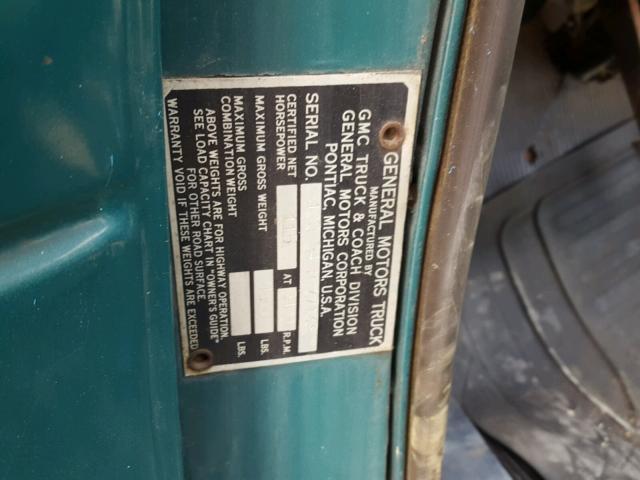 GENERAL MOTORS TRUCK
MANUFACTURED BY
GMC TRUCK & COACH DIVISION
GENERAL MOTORS CORPORATION
PONTIAC, MICHIGAN, U.S.A.
SERIAL NO.
CERTIFIED NET
HORSEPOWER AT R.P.M.
MAXIMUM GROSS WEIGHT LBS.
MAXIMUM GROSS
COMBINATION WEIGHT LBS.
ABOVE WEIGHTS ARE FOR HIGHWAY OPERATION.
SEE LOAD CAPACITY CHART IN "OWNER'S GUIDE"
FOR OTHER ROAD SURFACE.
WARRANTY VOID IF THESE WEIGHTS ARE EXCEEDED